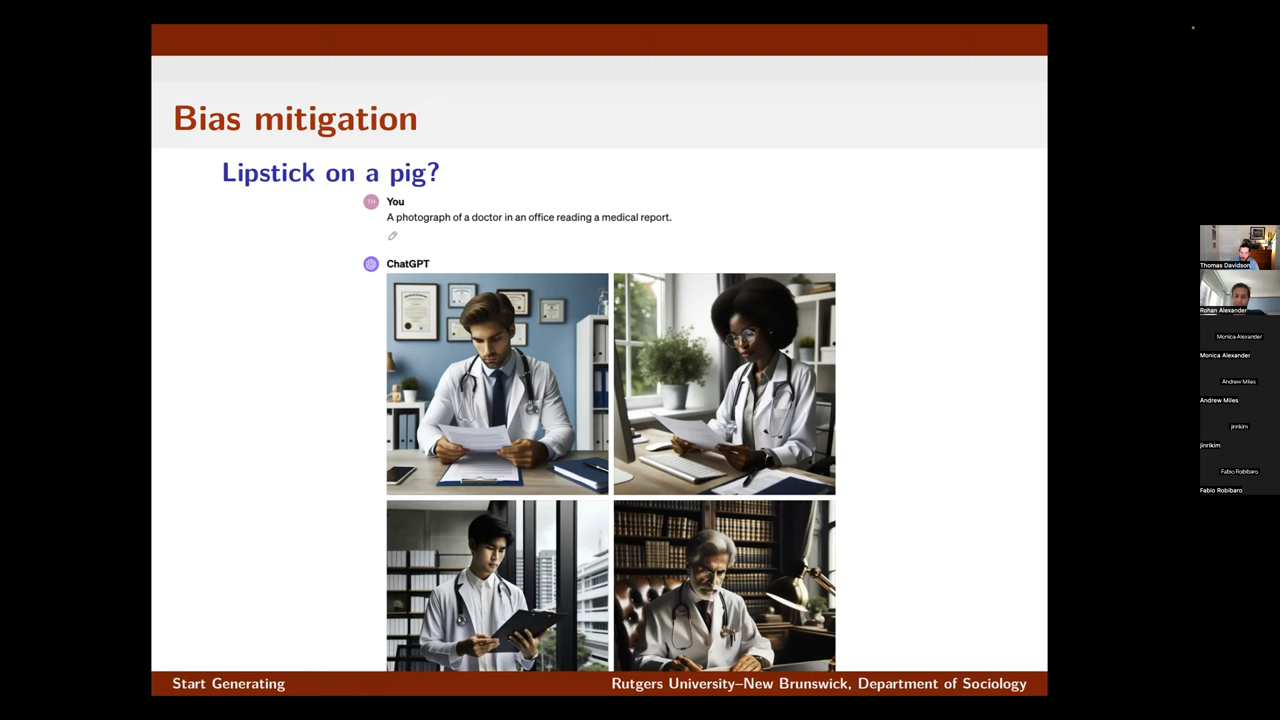 Bias mitigation
Lipstick on a pig?
TH
You
A photograph of a doctor in an office reading a medical report.
ChatGPT
Start Generating
Rutgers University–New Brunswick, Department of Sociology
Thomas Davidson
Rohan Alexander
Monica Alexander
Monica Alexander
Andrew Miles
Andrew Miles
jinrikim
jinrikim
Fabio Robibaro
Fabio Robibaro